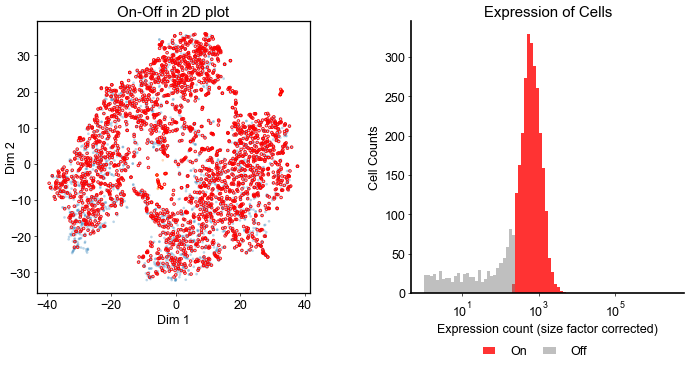 On-Off in 2D plot
30
20
10
0
−10
−20
−30
Dim 2
−40
−20
0
20
40
Dim 1
Expression of Cells
300
250
200
150
100
50
0
Cell Counts
10^1
10^3
10^5
Expression count (size factor corrected)
On
Off